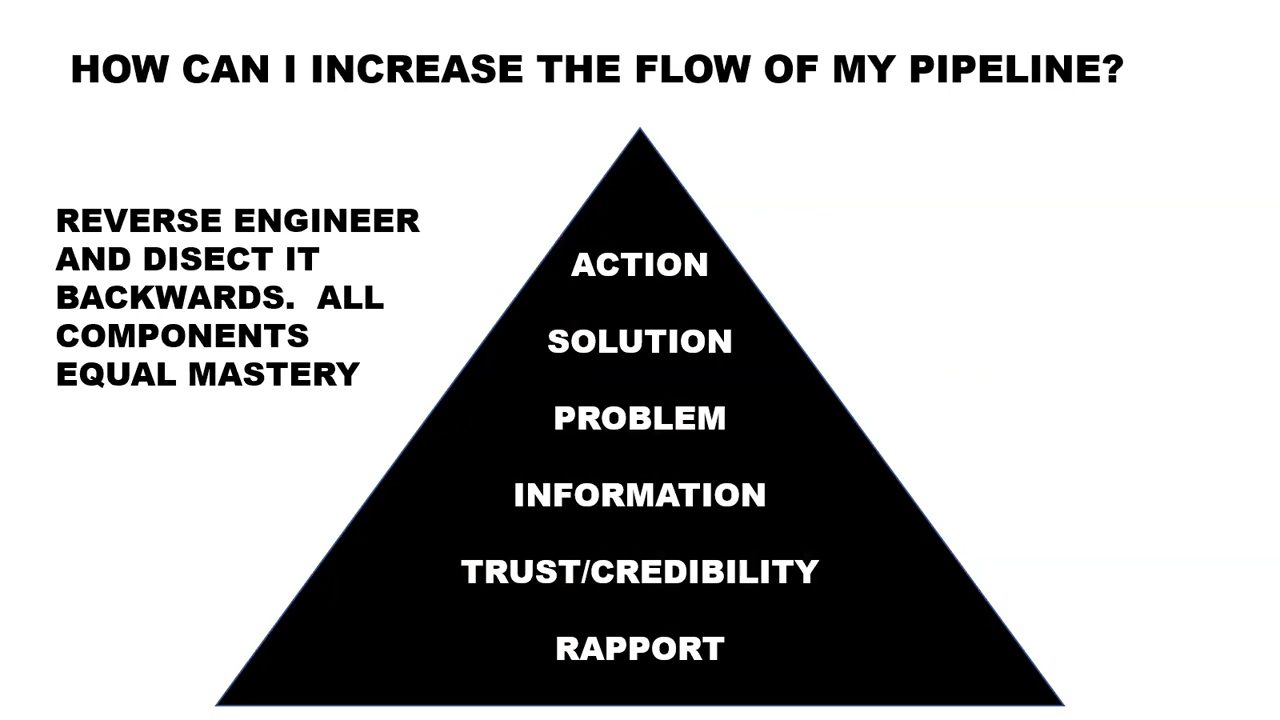 HOW CAN I INCREASE THE FLOW OF MY PIPELINE?
REVERSE ENGINEER
AND DISECT IT
BACKWARDS.  ALL
COMPONENTS
EQUAL MASTERY
ACTION
SOLUTION
PROBLEM
INFORMATION
TRUST/CREDIBILITY
RAPPORT